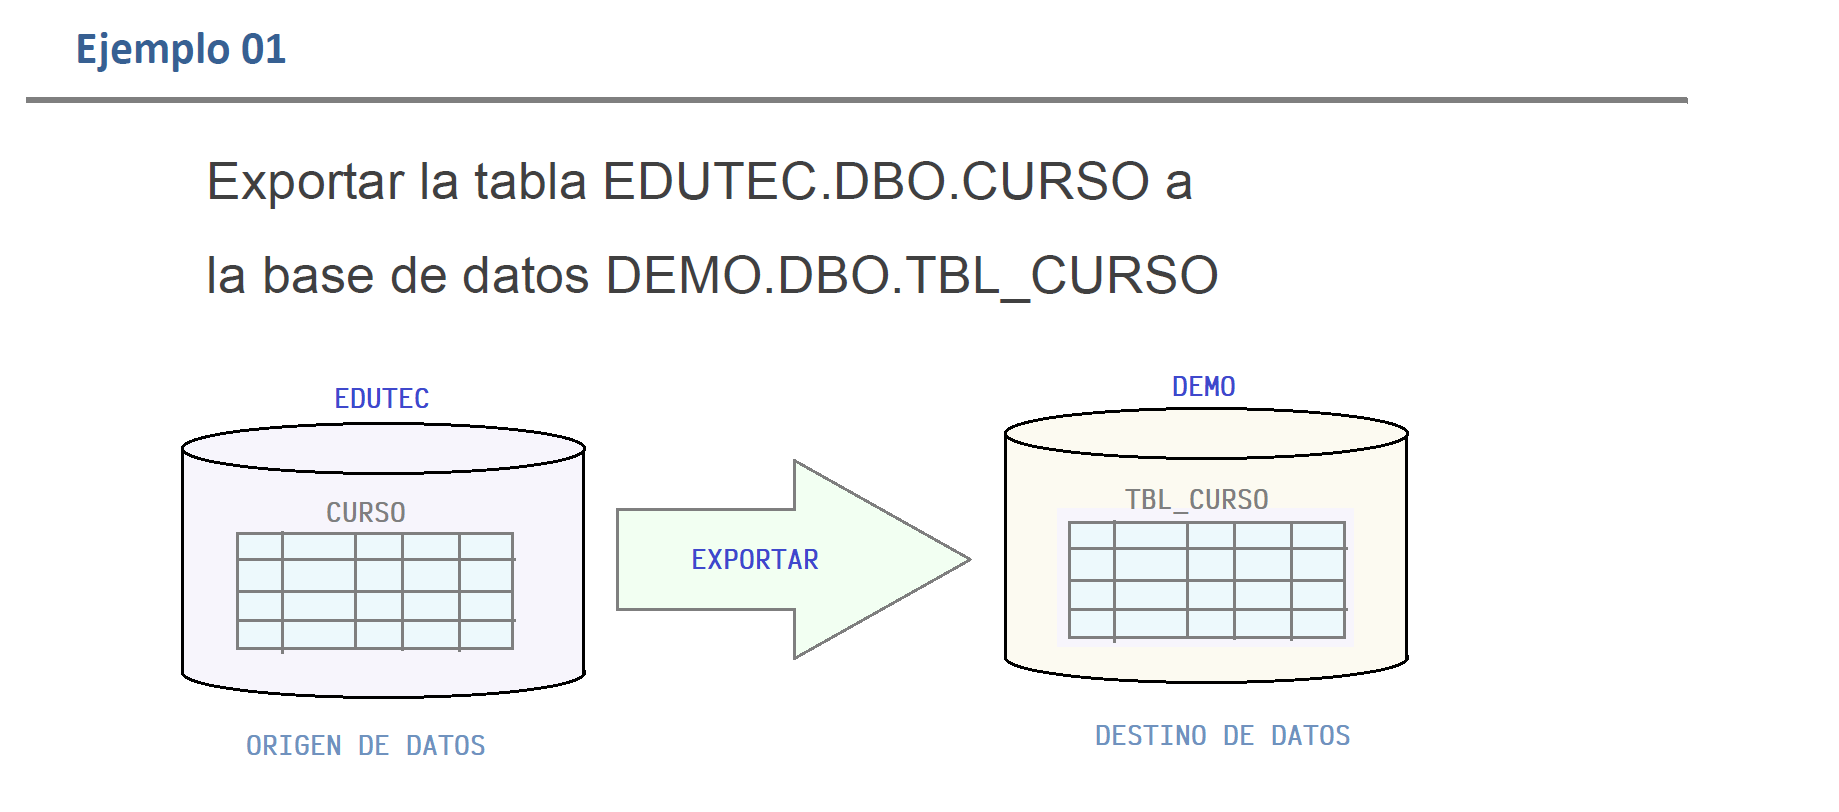 Ejemplo 01
Exportar la tabla EDUTEC.DBO.CURSO a
la base de datos DEMO.DBO.TBL_CURSO
EDUTEC
DEMO
CURSO
TBL_CURSO
EXPORTAR
ORIGEN DE DATOS
DESTINO DE DATOS